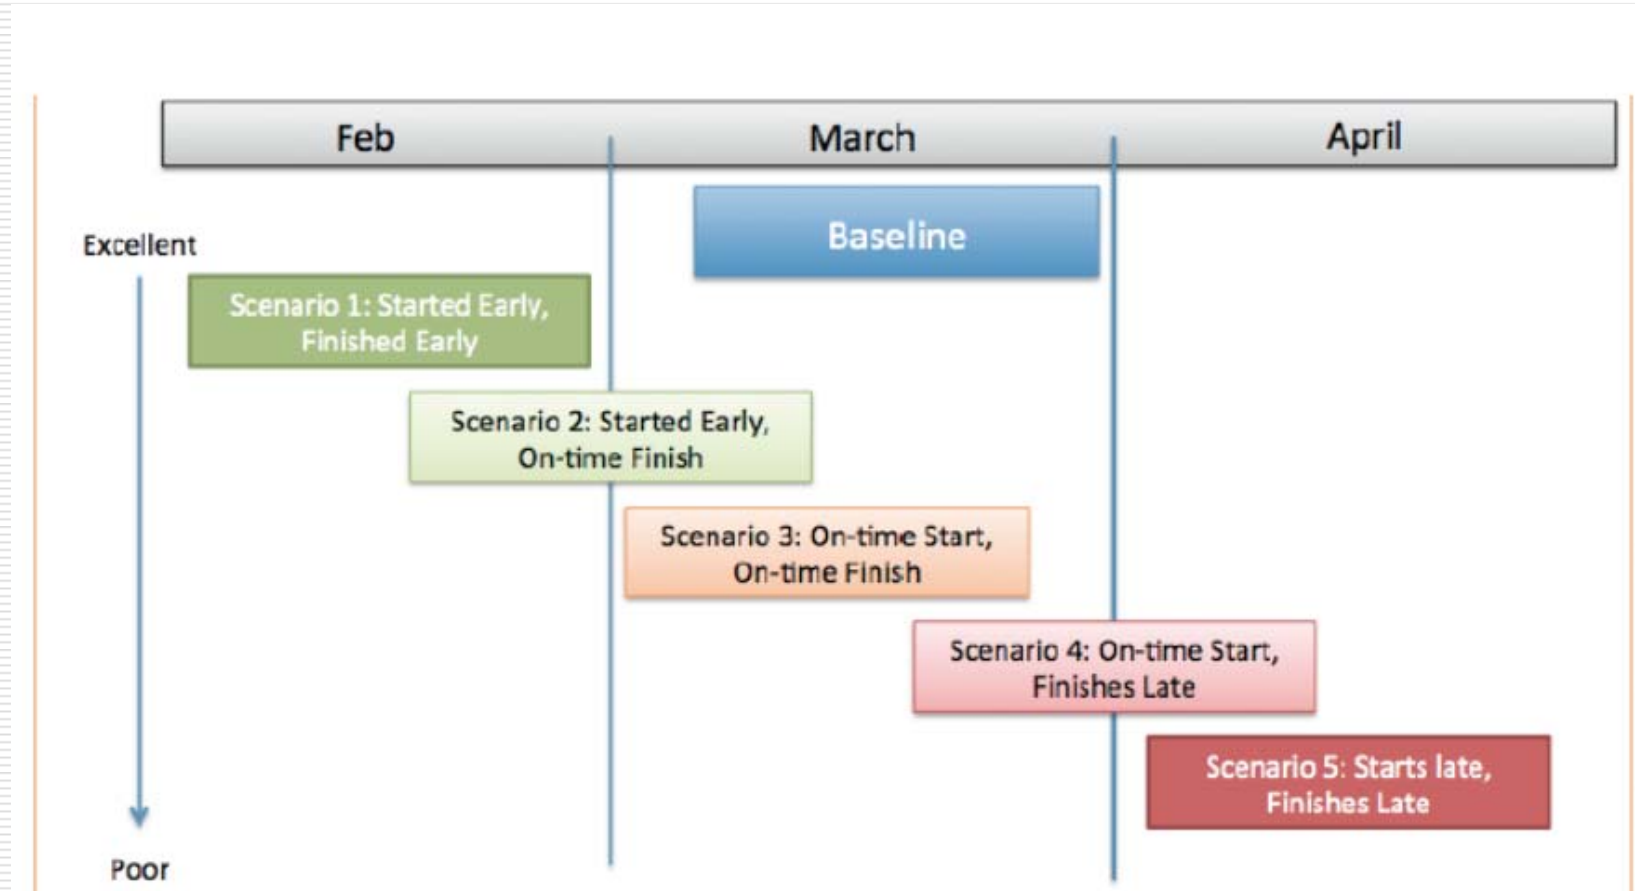 Feb March April
Baseline
Excellent
Scenario 1: Started Early,
Finished Early
Scenario 2: Started Early,
On-time Finish
Scenario 3: On-time Start,
On-time Finish
Scenario 4: On-time Start,
Finishes Late
Scenario 5: Starts late,
Finishes Late
Poor